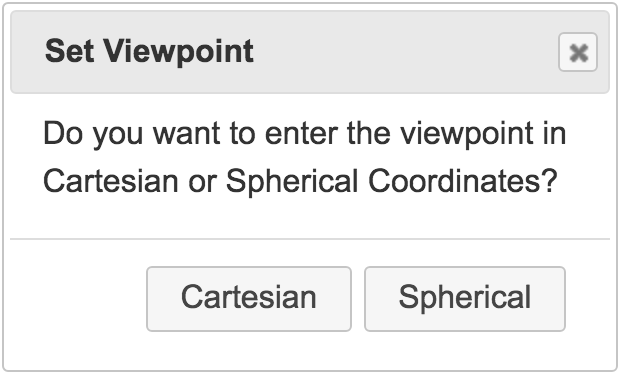 Set Viewpoint
Do you want to enter the viewpoint in
Cartesian or Spherical Coordinates?
Cartesian
Spherical